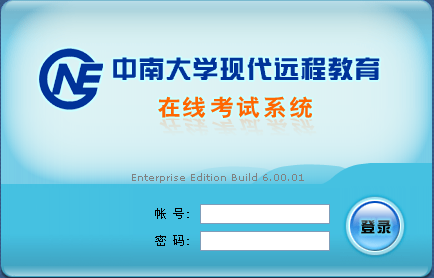 CNE 中南大学现代远程教育
在线考试系统
Enterprise Edition Build 6.00.01
帐 号:
密 码:
登录